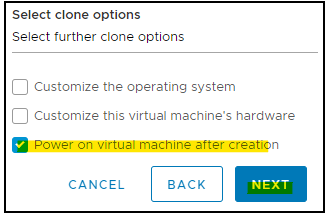 Select clone options
Select further clone options
Customize the operating system
Customize this virtual machine's hardware
Power on virtual machine after creation
CANCEL BACK NEXT